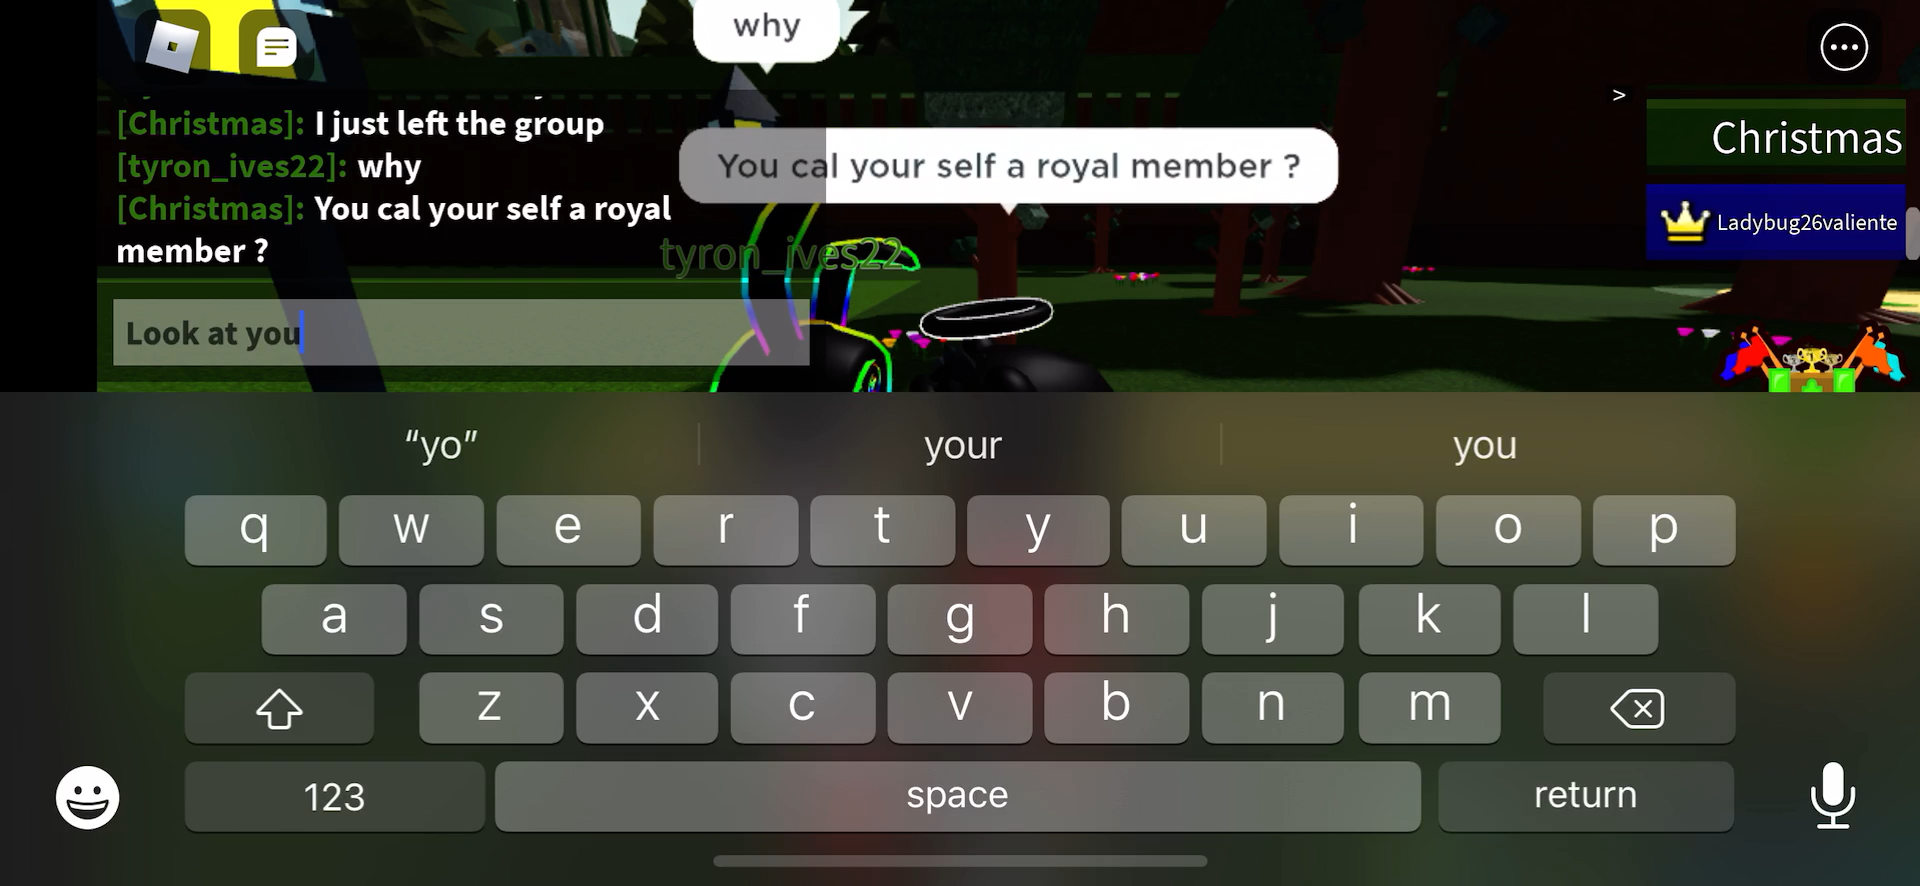 why
[Christmas]: I just left the group
[tyron_ives22]: why
[Christmas]: You cal your self a royal
member ?
You cal your self a royal member ?
tyron_ives22
Look at you
>
Christmas
Ladybug26valiente
“yo” your you
q w e r t y u i o p
a s d f g h j k l
z x c v b n m
123 space return